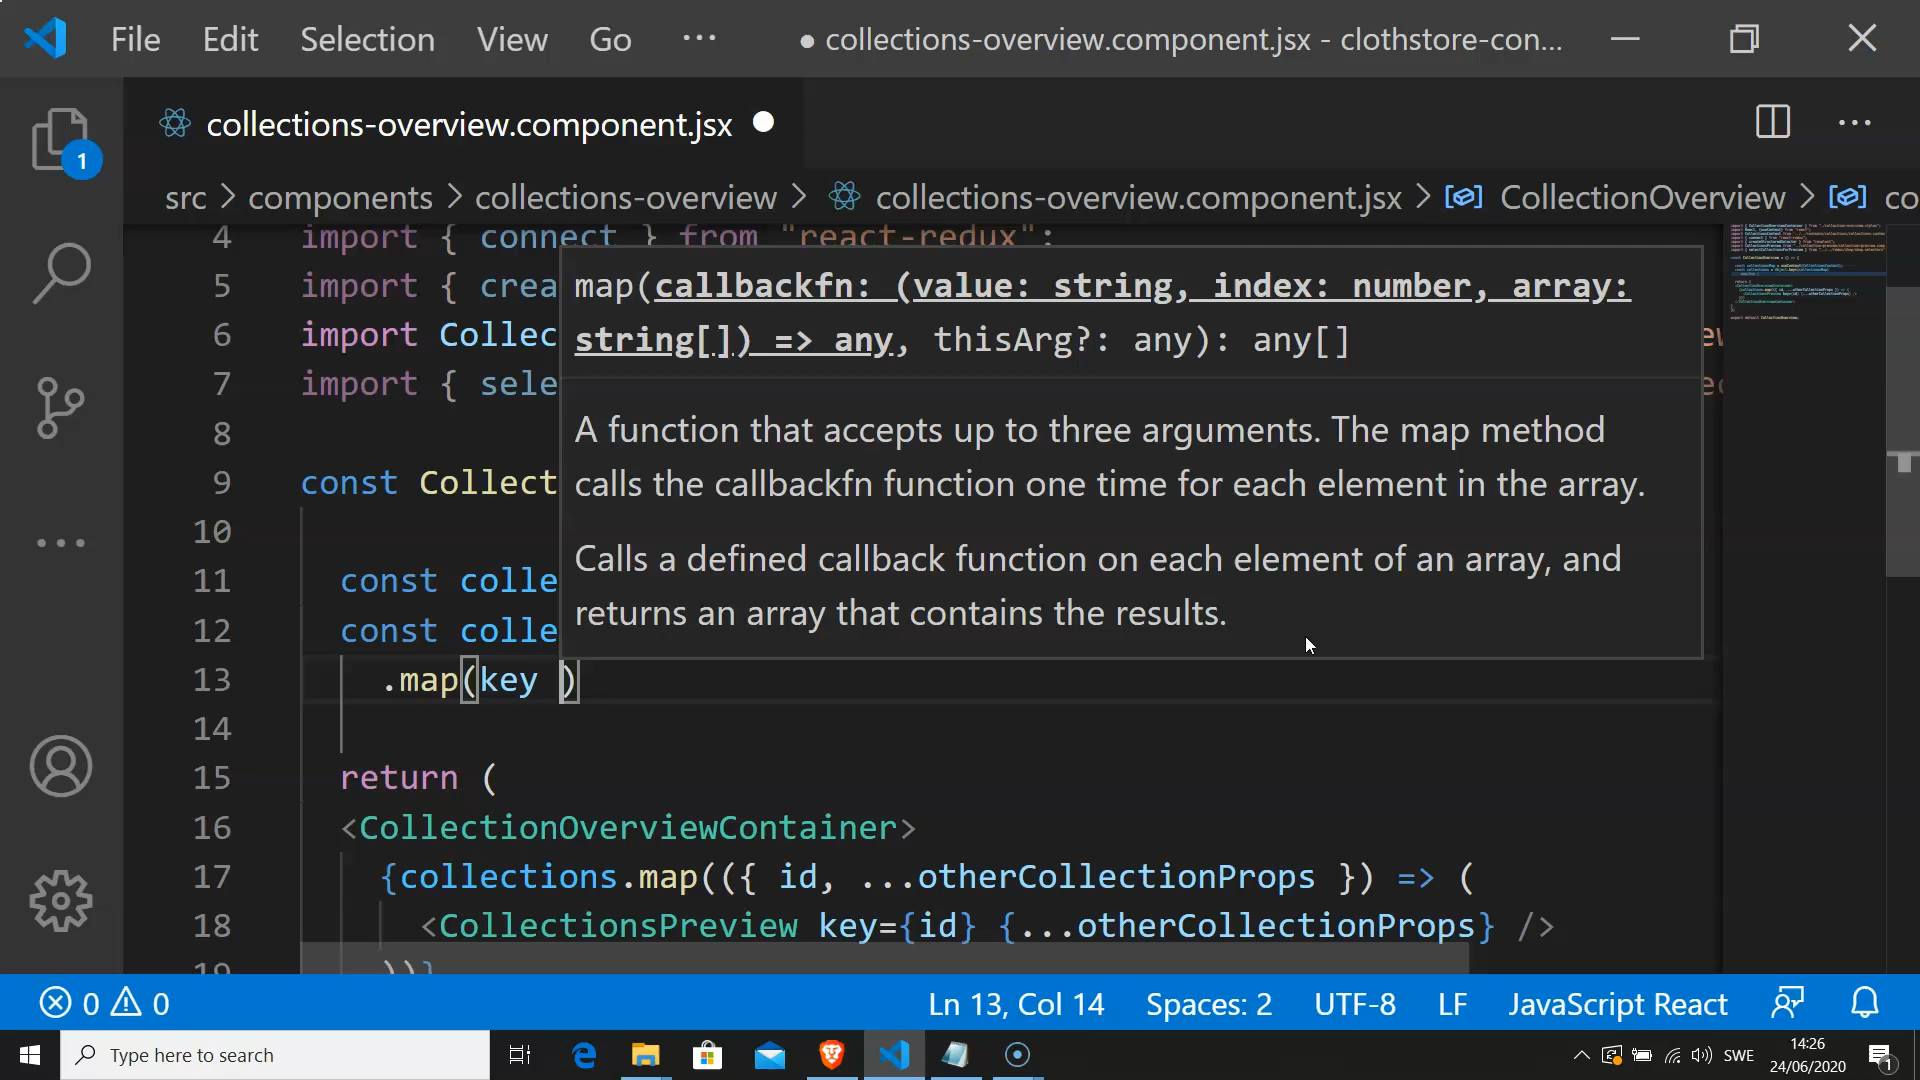 File Edit Selection View Go ··· ● collections-overview.component.jsx - clothstore-con...
collections-overview.component.jsx
1
src > components > collections-overview > collections-overview.component.jsx > CollectionOverview > co
4 import { connect } from "react-redux";
5 import { crea
6 import Collec
7 import { sele
8
9 const Collect
10
11 const colle
12 const colle
13 .map(key )
14
15 return (
16 <CollectionOverviewContainer>
17 {collections.map(({ id, ...otherCollectionProps }) => (
18 <CollectionsPreview key={id} {...otherCollectionProps} />
19 ))}
map(callbackfn: (value: string, index: number, array:
string[]) => any, thisArg?: any): any[]
A function that accepts up to three arguments. The map method
calls the callbackfn function one time for each element in the array.
Calls a defined callback function on each element of an array, and
returns an array that contains the results.
0 0 Ln 13, Col 14 Spaces: 2 UTF-8 LF JavaScript React
Type here to search
SWE
14:26
24/06/2020
1